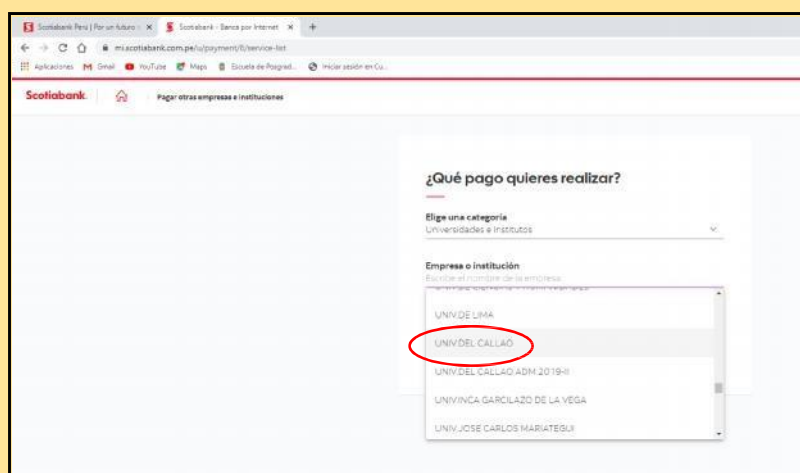 Scotiabank Perú | Por un futuro
Scotiabank - Banca por Internet
mi.scotiabank.com.pe/u/payment/
Aplicaciones
Gmail
YouTube
Maps
Escuela de Posgrad...
Iniciar sesión en Cu...
Scotiabank
Pagar otras empresas e instituciones
¿Qué pago quieres realizar?
Elige una categoría
Universidades e Institutos
Empresa o institución
Escribe el nombre de la empresa
UNIV.DE LIMA
UNIV.DEL CALLAO
UNIV.DEL CALLAO ADM 2019-II
UNIV.INCA GARCILAZO DE LA VEGA
UNIV.JOSE CARLOS MARIATEGUI